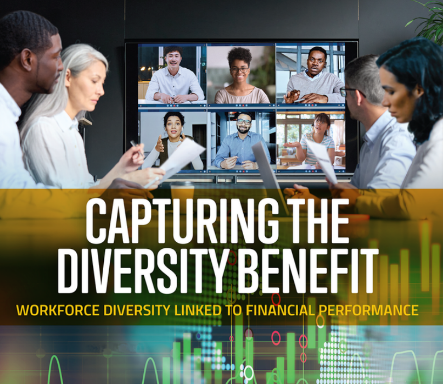 CAPTURING THE
DIVERSITY BENEFIT
WORKFORCE DIVERSITY LINKED TO FINANCIAL PERFORMANCE